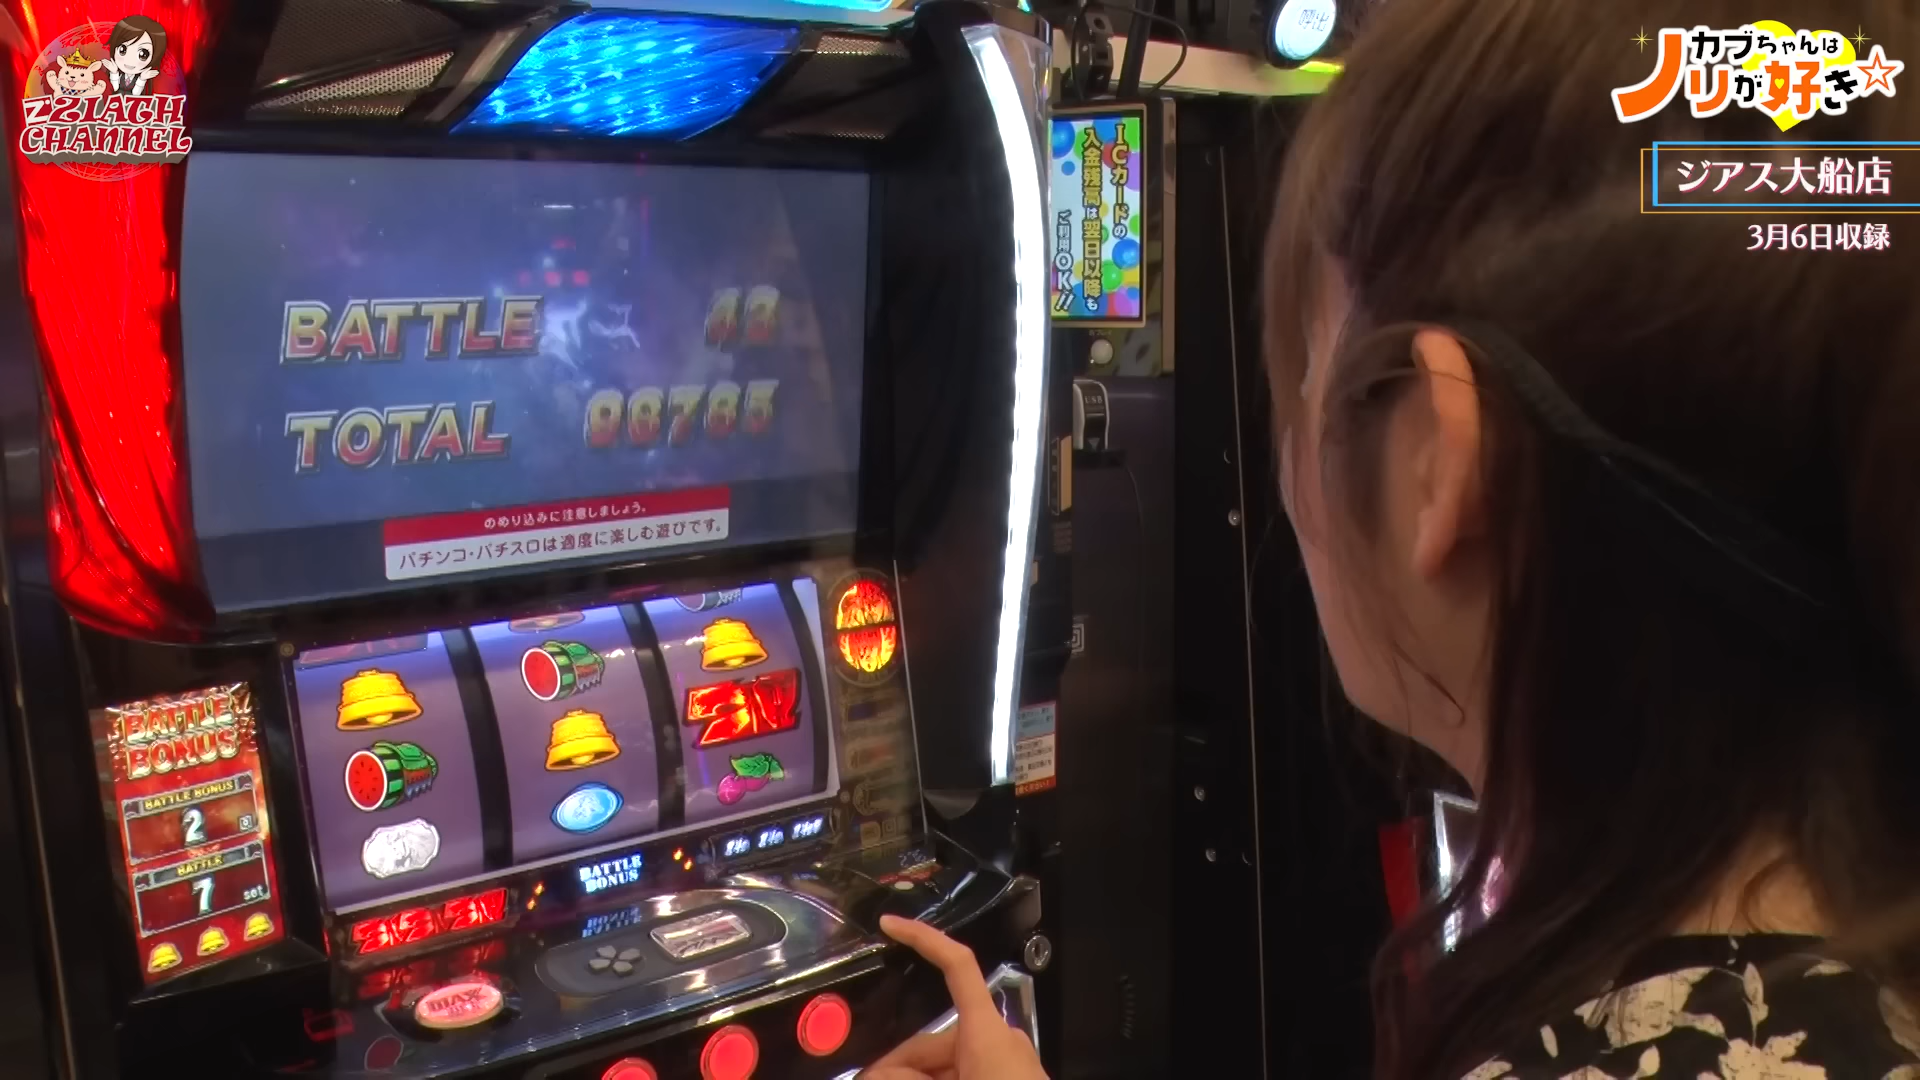 ZZIATH
CHANNEL
カブちゃんは
ノリが好き☆
ジアス大船店
3月6日収録
ICカードの
入金残高は翌日以降も
ご利用OK!!
USB
BATTLE 42
TOTAL
のめり込みに注意しましょう。
パチンコ・パチスロは適度に楽しむ遊びです。
BATTLE
BONUS
BATTLE BONUS
2 回
BATTLE
7 set
BATTLE
BONUS
MAX